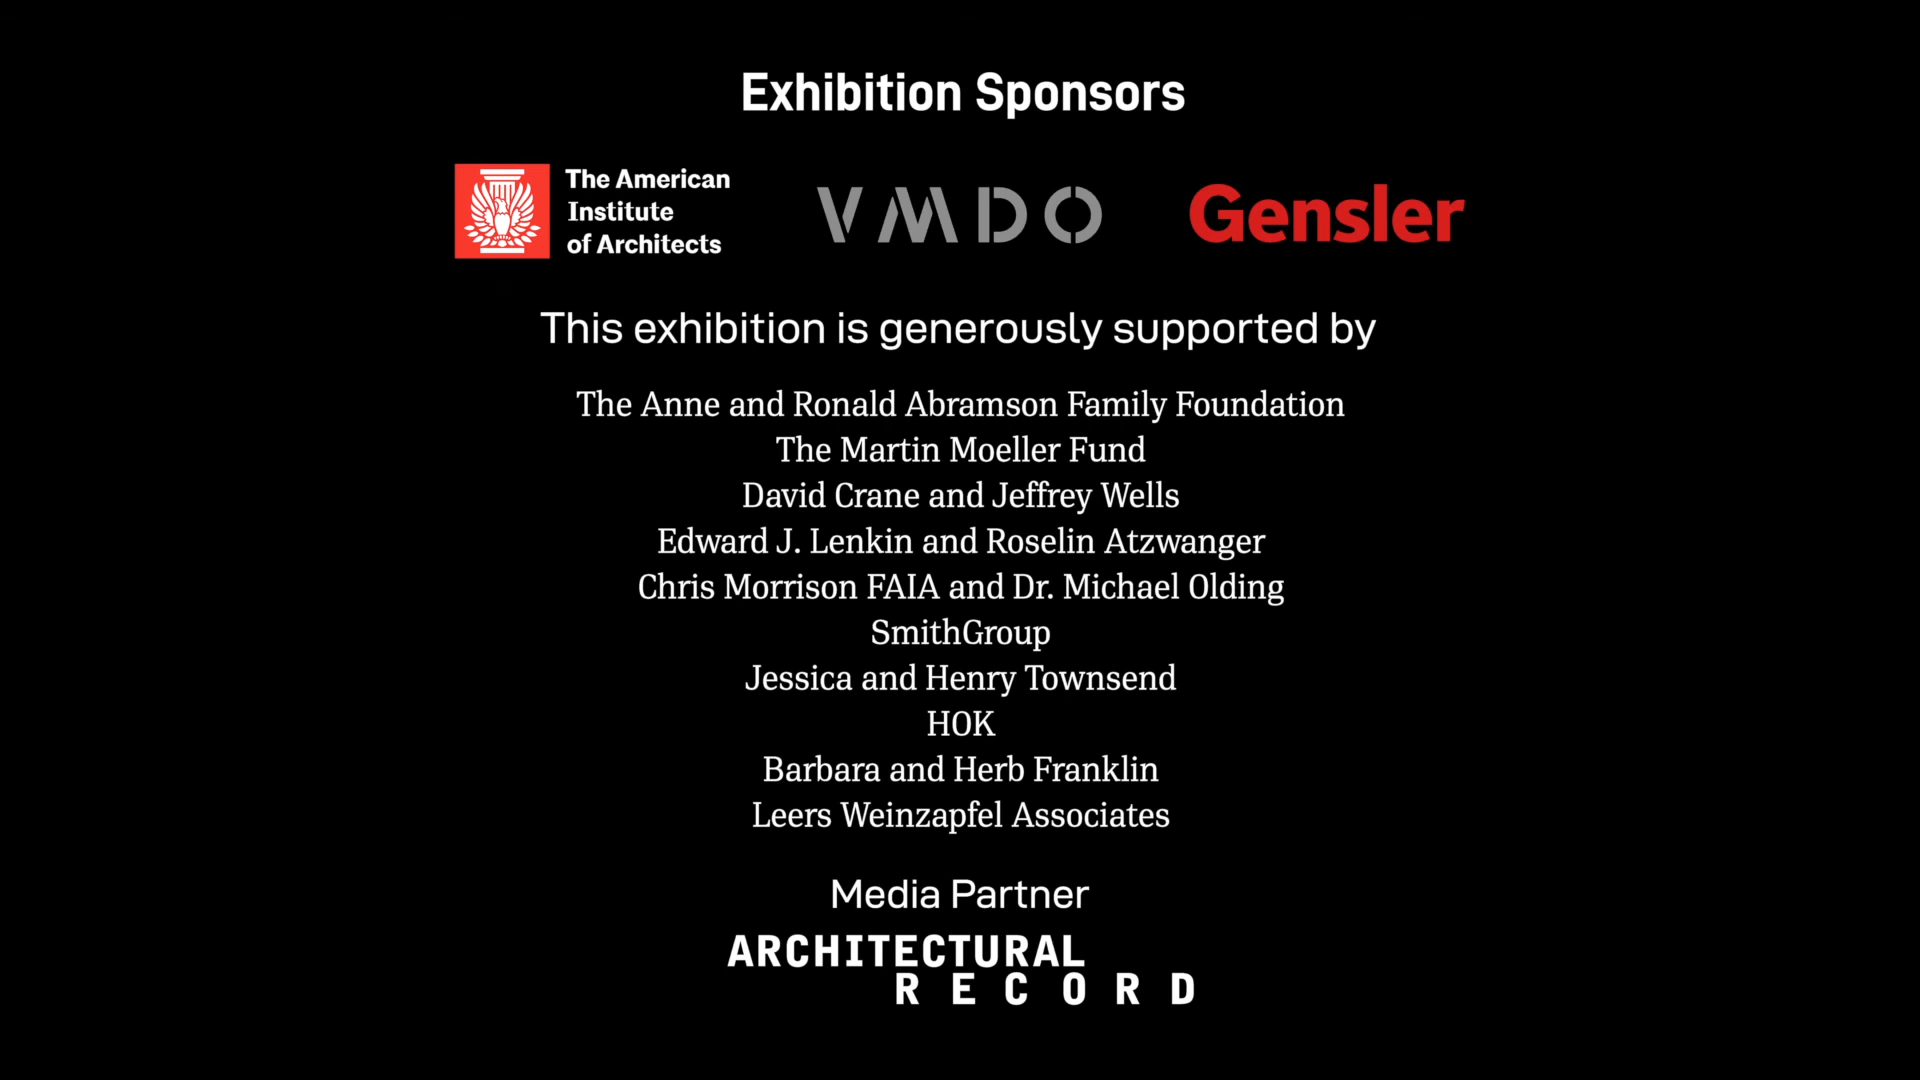 Exhibition Sponsors
The American
Institute
of Architects
VMDO
Gensler
This exhibition is generously supported by
The Anne and Ronald Abramson Family Foundation
The Martin Moeller Fund
David Crane and Jeffrey Wells
Edward J. Lenkin and Roselin Atzwanger
Chris Morrison FAIA and Dr. Michael Olding
SmithGroup
Jessica and Henry Townsend
HOK
Barbara and Herb Franklin
Leers Weinzapfel Associates
Media Partner
ARCHITECTURAL
RECORD